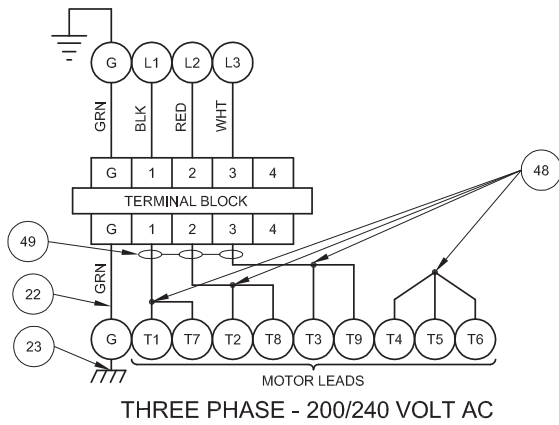 G L1 L2 L3
GRN BLK RED WHT
G 1 2 3 4
TERMINAL BLOCK
G 1 2 3 4
48
49
GRN
22
23
G T1 T7 T2 T8 T3 T9 T4 T5 T6
MOTOR LEADS
THREE PHASE - 200/240 VOLT AC